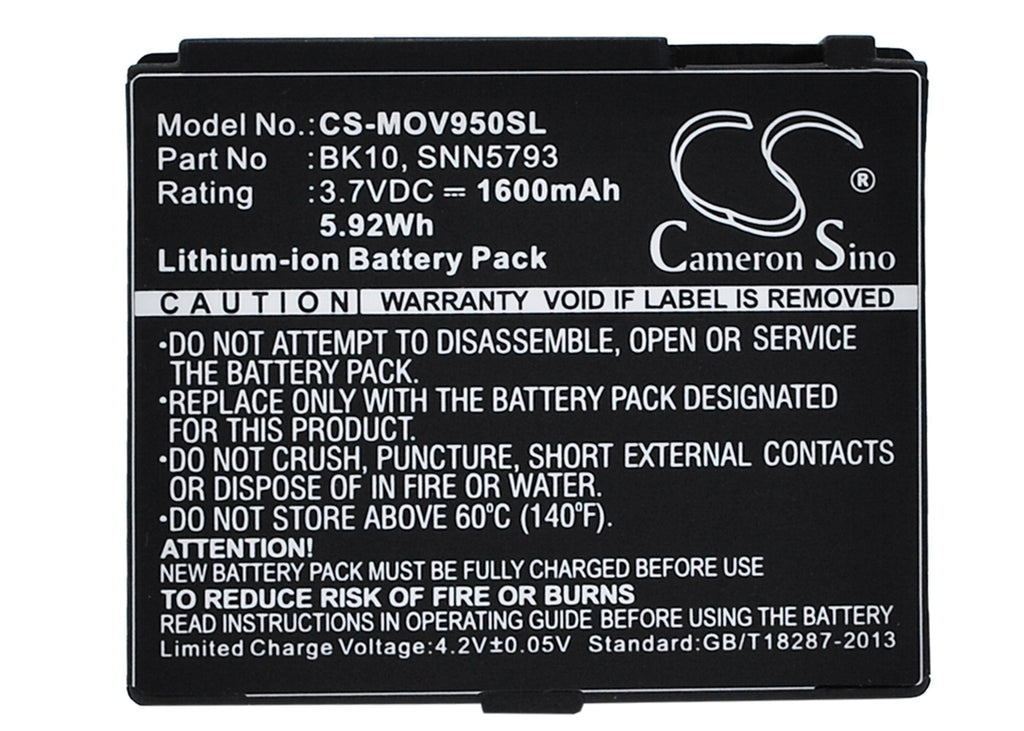 Model No.: CS-MOV950SL
Part No : BK10, SNN5793
Rating : 3.7VDC ⎓ 1600mAh
5.92Wh
Lithium-ion Battery Pack
CS ®
Cameron Sino
CAUTION | WARRANTY VOID IF LABEL IS REMOVED
•DO NOT ATTEMPT TO DISASSEMBLE, OPEN OR SERVICE
THE BATTERY PACK.
•REPLACE ONLY WITH THE BATTERY PACK DESIGNATED
FOR THIS PRODUCT.
•DO NOT CRUSH, PUNCTURE, SHORT EXTERNAL CONTACTS
OR DISPOSE OF IN FIRE OR WATER.
•DO NOT STORE ABOVE 60°C (140°F).
ATTENTION!
NEW BATTERY PACK MUST BE FULLY CHARGED BEFORE USE
TO REDUCE RISK OF FIRE OR BURNS
READ INSTRUCTIONS IN OPERATING GUIDE BEFORE USING THE BATTERY
Limited Charge Voltage:4.2V±0.05V Standard:GB/T18287-2013